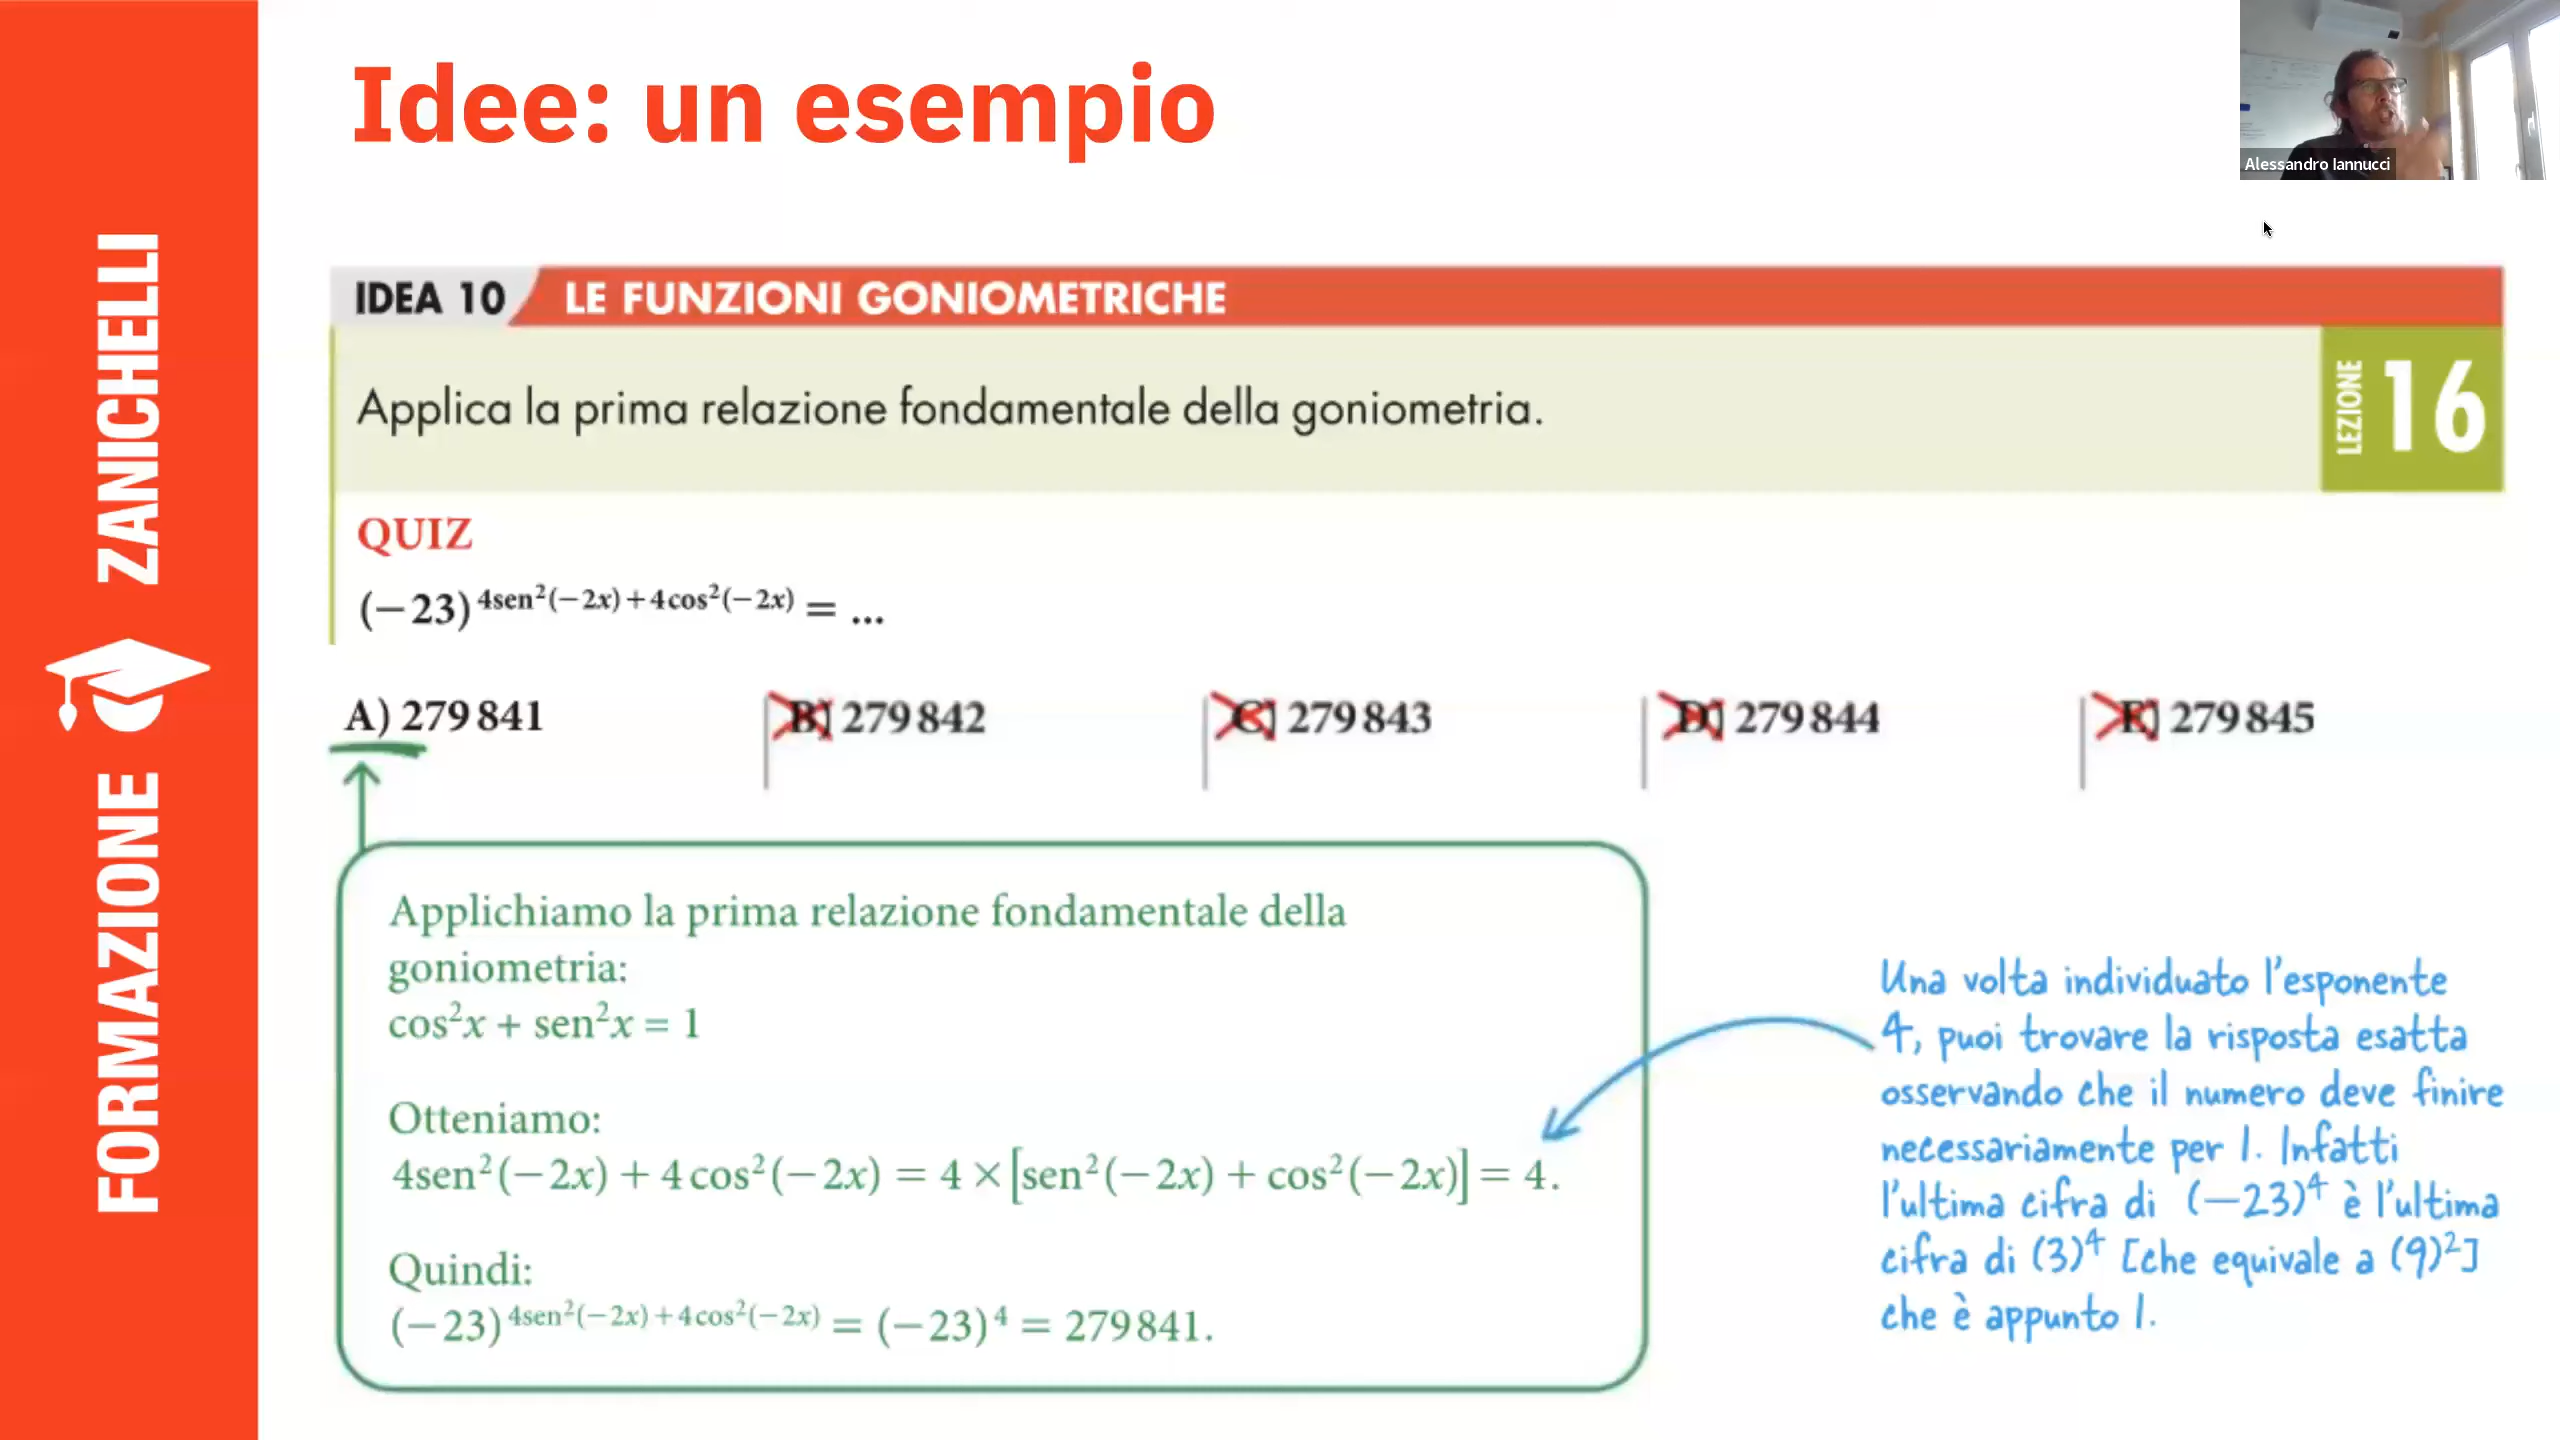 Idee: un esempio
Alessandro Iannucci
FORMAZIONE ZANICHELLI
IDEA 10 LE FUNZIONI GONIOMETRICHE
Applica la prima relazione fondamentale della goniometria.
LEZIONE 16
QUIZ
(−23)^{4sen²(−2x)+4cos²(−2x)} = ...
A) 279 841 B) 279 842 C) 279 843 D) 279 844 E) 279 845
Applichiamo la prima relazione fondamentale della
goniometria:
cos²x + sen²x = 1
Otteniamo:
4sen²(−2x) + 4cos²(−2x) = 4 × [sen²(−2x) + cos²(−2x)] = 4.
Quindi:
(−23)^{4sen²(−2x)+4cos²(−2x)} = (−23)⁴ = 279 841.
Una volta individuato l'esponente
4, puoi trovare la risposta esatta
osservando che il numero deve finire
necessariamente per 1. Infatti
l'ultima cifra di (−23)⁴ è l'ultima
cifra di (3)⁴ [che equivale a (9)²]
che è appunto 1.